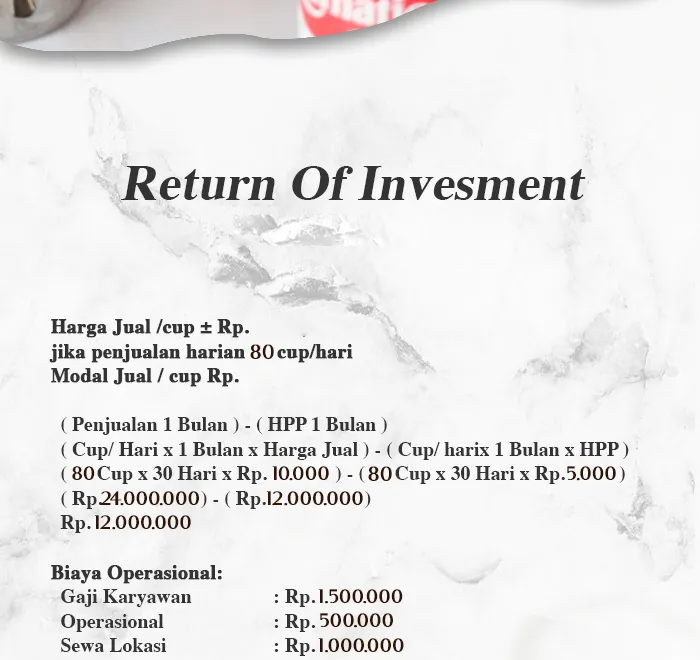 Return Of Invesment
Harga Jual /cup ± Rp.
jika penjualan harian 80 cup/hari
Modal Jual / cup Rp.
( Penjualan 1 Bulan ) - ( HPP 1 Bulan )
( Cup/ Hari x 1 Bulan x Harga Jual ) - ( Cup/ harix 1 Bulan x HPP )
( 80 Cup x 30 Hari x Rp. 10.000 ) - ( 80 Cup x 30 Hari x Rp.5.000 )
( Rp.24.000.000) - ( Rp.12.000.000)
Rp. 12.000.000
Biaya Operasional:
Gaji Karyawan : Rp. 1.500.000
Operasional : Rp. 500.000
Sewa Lokasi : Rp. 1.000.000